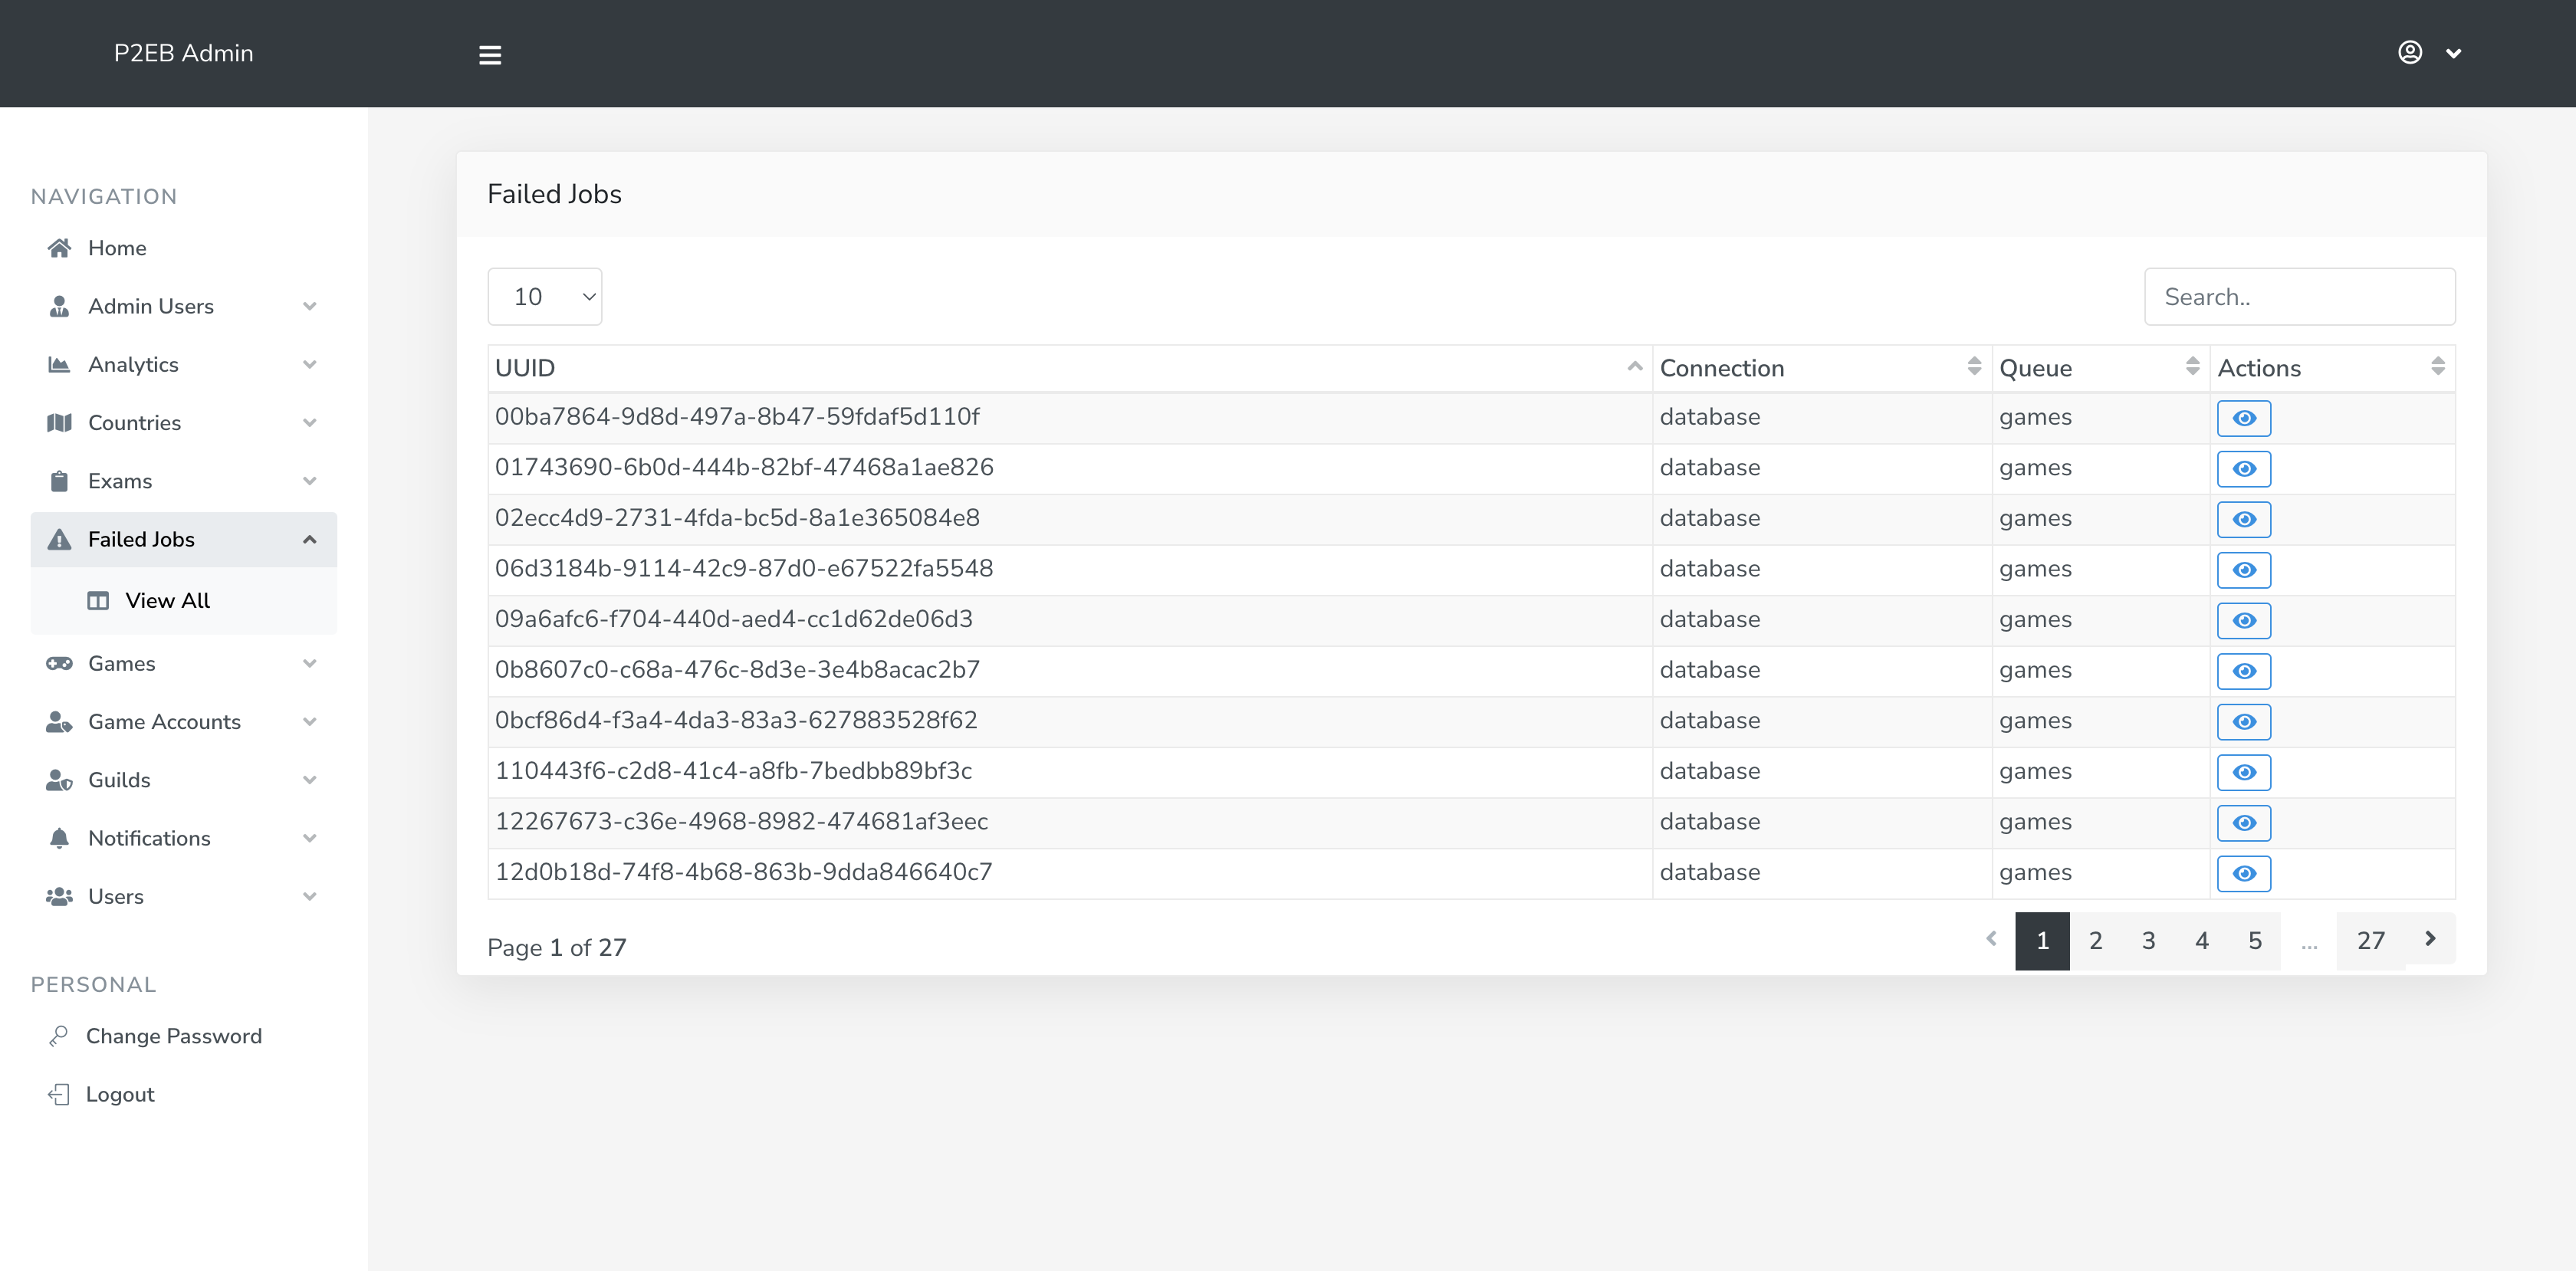 P2EB Admin
NAVIGATION
Home
Admin Users
Analytics
Countries
Exams
Failed Jobs
View All
Games
Game Accounts
Guilds
Notifications
Users
PERSONAL
Change Password
Logout
Failed Jobs
10
Search..
UUID Connection Queue Actions
00ba7864-9d8d-497a-8b47-59fdaf5d110f database games
01743690-6b0d-444b-82bf-47468a1ae826 database games
02ecc4d9-2731-4fda-bc5d-8a1e365084e8 database games
06d3184b-9114-42c9-87d0-e67522fa5548 database games
09a6afc6-f704-440d-aed4-cc1d62de06d3 database games
0b8607c0-c68a-476c-8d3e-3e4b8acac2b7 database games
0bcf86d4-f3a4-4da3-83a3-627883528f62 database games
110443f6-c2d8-41c4-a8fb-7bedbb89bf3c database games
12267673-c36e-4968-8982-474681af3eec database games
12d0b18d-74f8-4b68-863b-9dda846640c7 database games
Page 1 of 27
1 2 3 4 5 ... 27